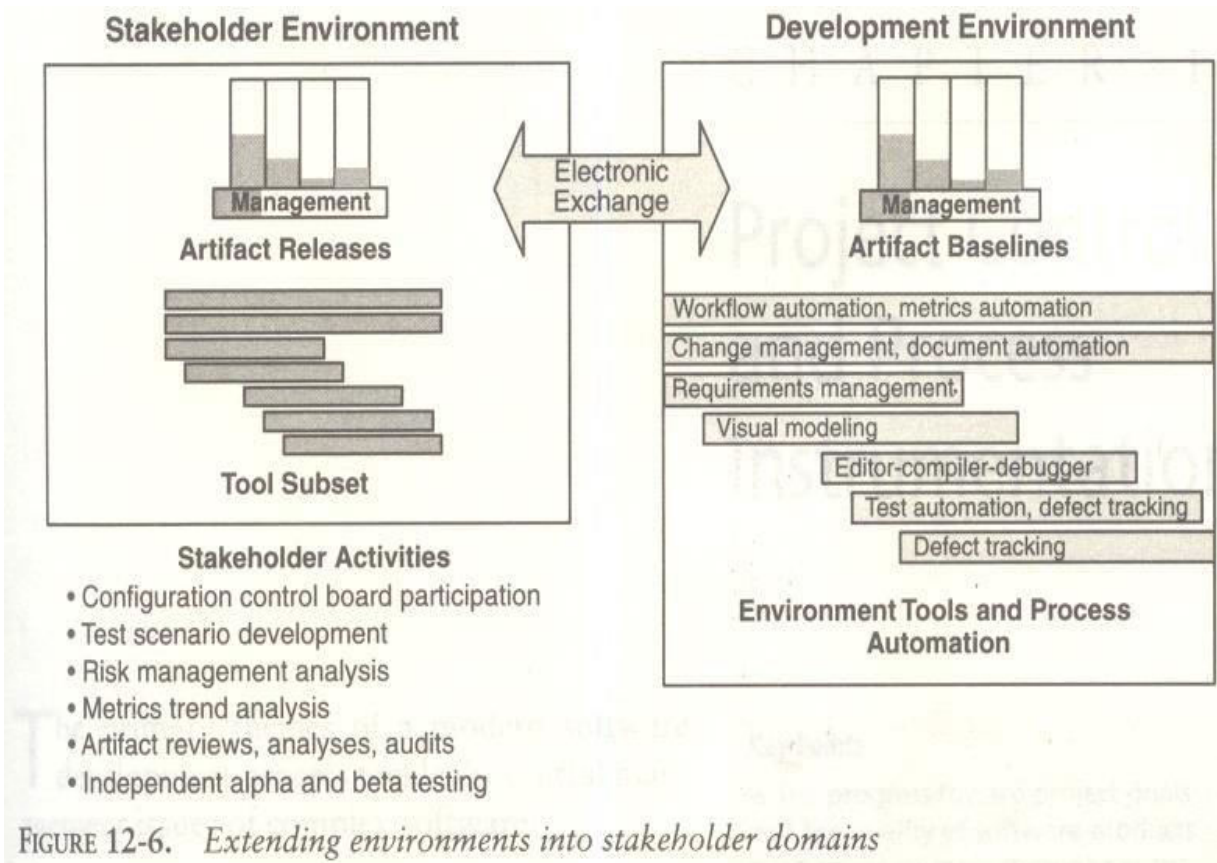 Stakeholder Environment
Management
Artifact Releases
Tool Subset
Stakeholder Activities
• Configuration control board participation
• Test scenario development
• Risk management analysis
• Metrics trend analysis
• Artifact reviews, analyses, audits
• Independent alpha and beta testing
Electronic
Exchange
Development Environment
Management
Artifact Baselines
Workflow automation, metrics automation
Change management, document automation
Requirements management
Visual modeling
Editor-compiler-debugger
Test automation, defect tracking
Defect tracking
Environment Tools and Process
Automation
FIGURE 12-6. Extending environments into stakeholder domains